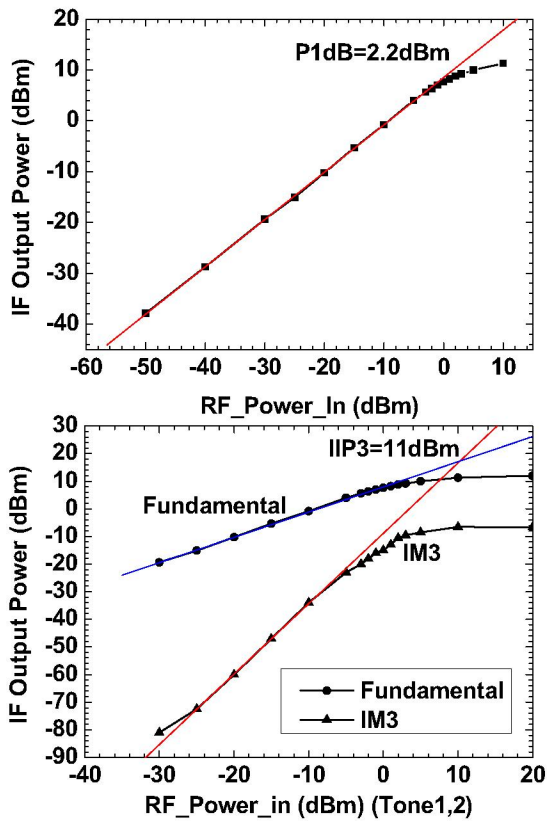 20
10
0
-10
-20
-30
-40
IF Output Power (dBm)
P1dB=2.2dBm
-60 -50 -40 -30 -20 -10 0 10
RF_Power_In (dBm)
30
20
10
0
-10
-20
-30
-40
-50
-60
-70
-80
-90
IF Output Power (dBm)
IIP3=11dBm
Fundamental
IM3
Fundamental
IM3
-40 -30 -20 -10 0 10 20
RF_Power_in (dBm) (Tone1,2)